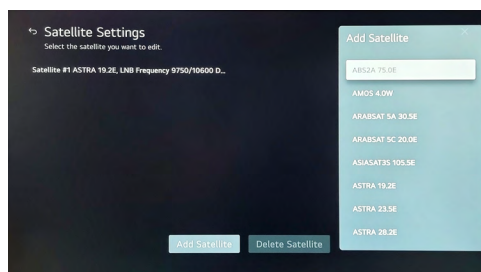 Satellite Settings
Select the satellite you want to edit.
Satellite #1 ASTRA 19.2E, LNB Frequency 9750/10600 D...
Add Satellite
Delete Satellite
Add Satellite
ABS2A 75.0E
AMOS 4.0W
ARABSAT 5A 30.5E
ARABSAT 5C 20.0E
ASIASAT3S 105.5E
ASTRA 19.2E
ASTRA 23.5E
ASTRA 28.2E